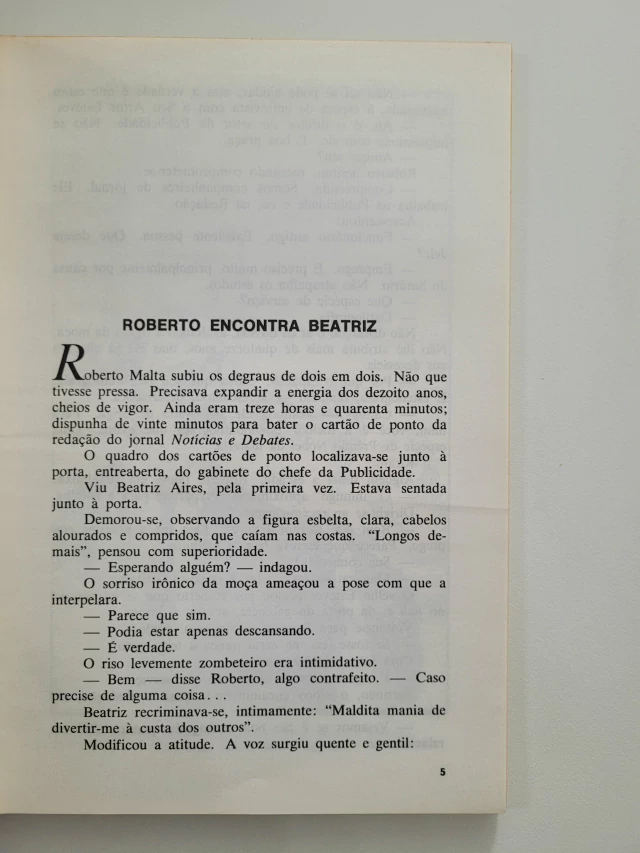 ROBERTO ENCONTRA BEATRIZ
Roberto Malta subiu os degraus de dois em dois. Não que
tivesse pressa. Precisava expandir a energia dos dezoito anos,
cheios de vigor. Ainda eram treze horas e quarenta minutos;
dispunha de vinte minutos para bater o cartão de ponto da
redação do jornal Notícias e Debates.
O quadro dos cartões de ponto localizava-se junto à
porta, entreaberta, do gabinete do chefe da Publicidade.
Viu Beatriz Aires, pela primeira vez. Estava sentada
junto à porta.
Demorou-se, observando a figura esbelta, clara, cabelos
alourados e compridos, que caíam nas costas. “Longos de-
mais”, pensou com superioridade.
— Esperando alguém? — indagou.
O sorriso irônico da moça ameaçou a pose com que a
interpelara.
— Parece que sim.
— Podia estar apenas descansando.
— É verdade.
O riso levemente zombeteiro era intimidativo.
— Bem — disse Roberto, algo contrafeito. — Caso
precise de alguma coisa...
Beatriz recriminava-se, intimamente: “Maldita mania de
divertir-me à custa dos outros”.
Modificou a atitude. A voz surgiu quente e gentil:
5